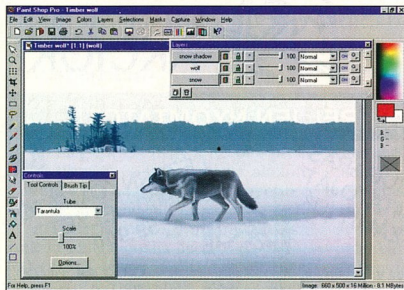 Paint Shop Pro - Timber wolf
File Edit View Image Colors Layers Selections Masks Capture Window Help
Timber wolf* [1:1] (wolf)
Layers
snow shadow 100 Normal
wolf 100 Normal
snow 100 Normal
Controls
Tool Controls Brush Tip
Tube
Tarantula
Scale
100%
Options...
R -
G -
B -
For Help, press F1
Image: 660 x 500 x 16 Million - 8.1 MBytes